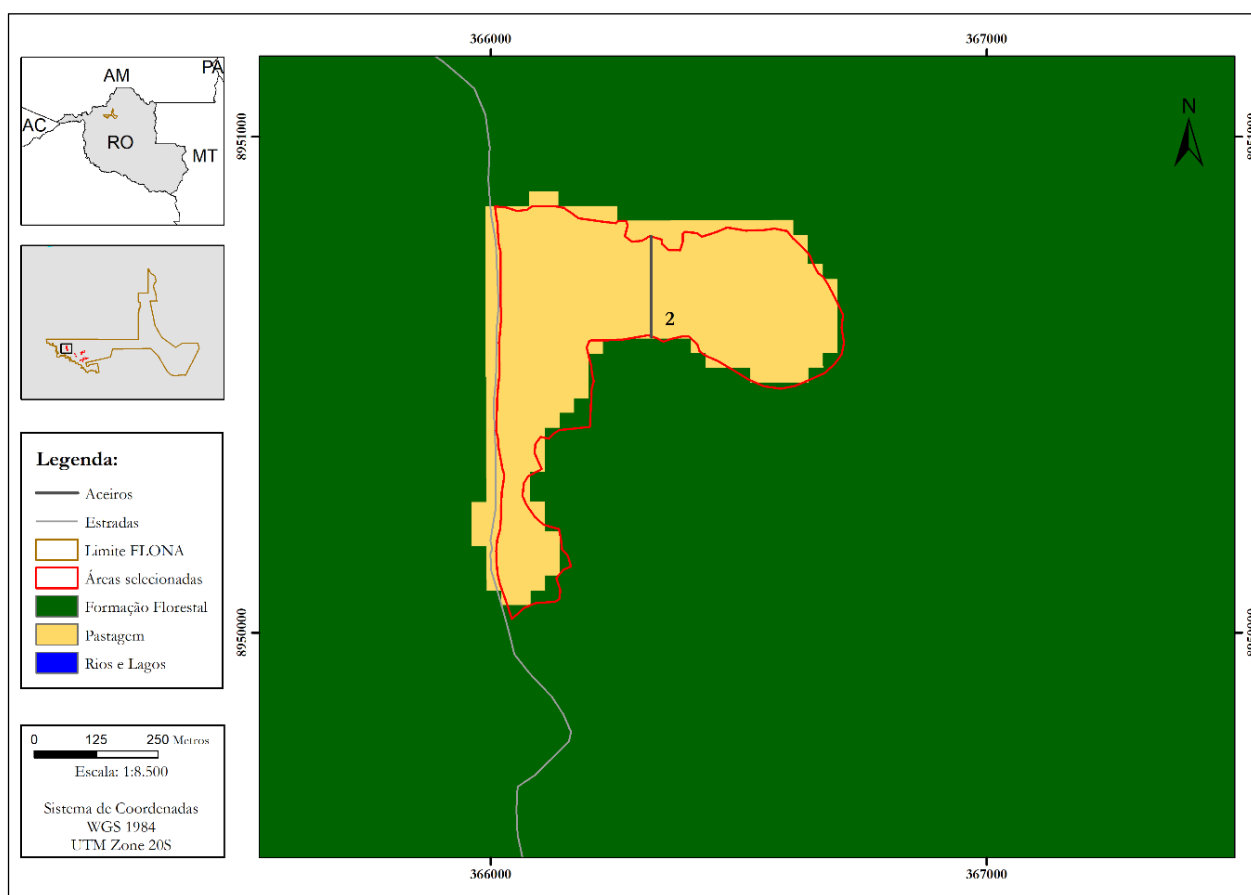 PA
AM
AC
RO
MT
Legenda:
Aceiros
Estradas
Limite FLONA
Áreas selecionadas
Formação Florestal
Pastagem
Rios e Lagos
0 125 250 Metros
Escala: 1:8.500
Sistema de Coordenadas
WGS 1984
UTM Zone 20S
366000 367000
8951000 8951000
N
2
8950000 8950000
366000 367000